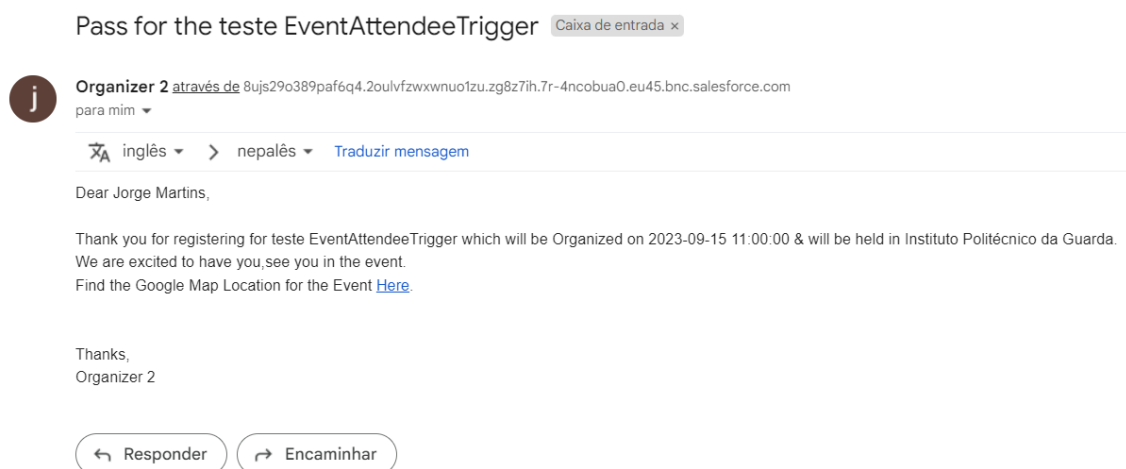 Pass for the teste EventAttendeeTrigger Caixa de entrada ×
j
Organizer 2 através de 8ujs29o389paf6q4.2oulvfzwxwnuo1zu.zg8z7ih.7r-4ncobua0.eu45.bnc.salesforce.com
para mim
inglês > nepalês Traduzir mensagem
Dear Jorge Martins,
Thank you for registering for teste EventAttendeeTrigger which will be Organized on 2023-09-15 11:00:00 & will be held in Instituto Politécnico da Guarda.
We are excited to have you,see you in the event.
Find the Google Map Location for the Event Here.
Thanks,
Organizer 2
Responder Encaminhar